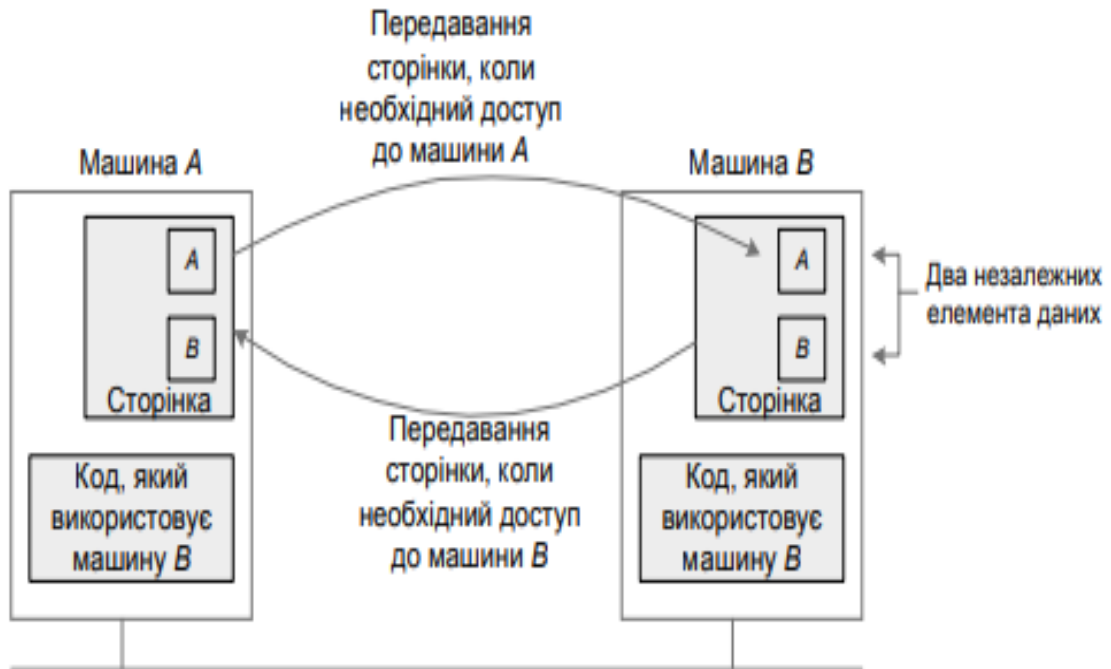 Передавання
сторінки, коли
необхідний доступ
до машини A
Машина A
Машина B
A
B
Сторінка
A
B
Сторінка
Два незалежних
елемента даних
Передавання
сторінки, коли
необхідний доступ
до машини B
Код, який
використовує
машину B
Код, який
використовує
машину B